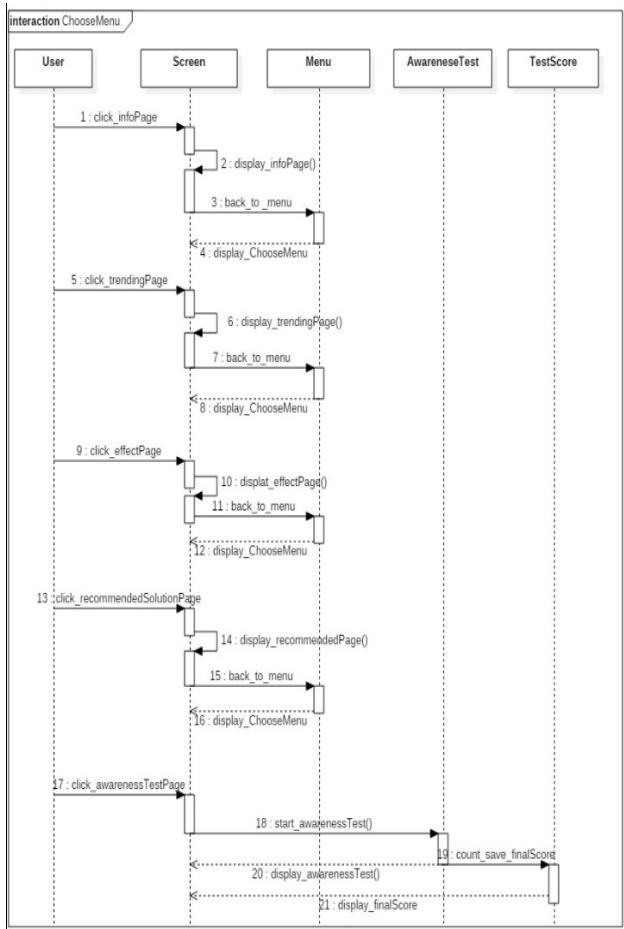 interaction ChooseMenu
User
Screen
Menu
AwareneseTest
TestScore
1 : click_infoPage
2 : display_infoPage()
3 : back_to _menu
4 : display_ChooseMenu
5 : click_trendingPage
6 : display_trendingPage()
7 : back_to_menu
8 : display_ChooseMenu
9 : click_effectPage
10 : displat_effectPage()
11 : back_to_menu
12 : display_ChooseMenu
13 : click_recommendedSolutionPage
14 : display_recommendedPage()
15 : back_to_menu
16 : display_ChooseMenu
17 : click_awarenessTestPage
18 : start_awarenessTest()
19 : count_save_finalScore
20 : display_awarenessTest()
21 : display_finalScore